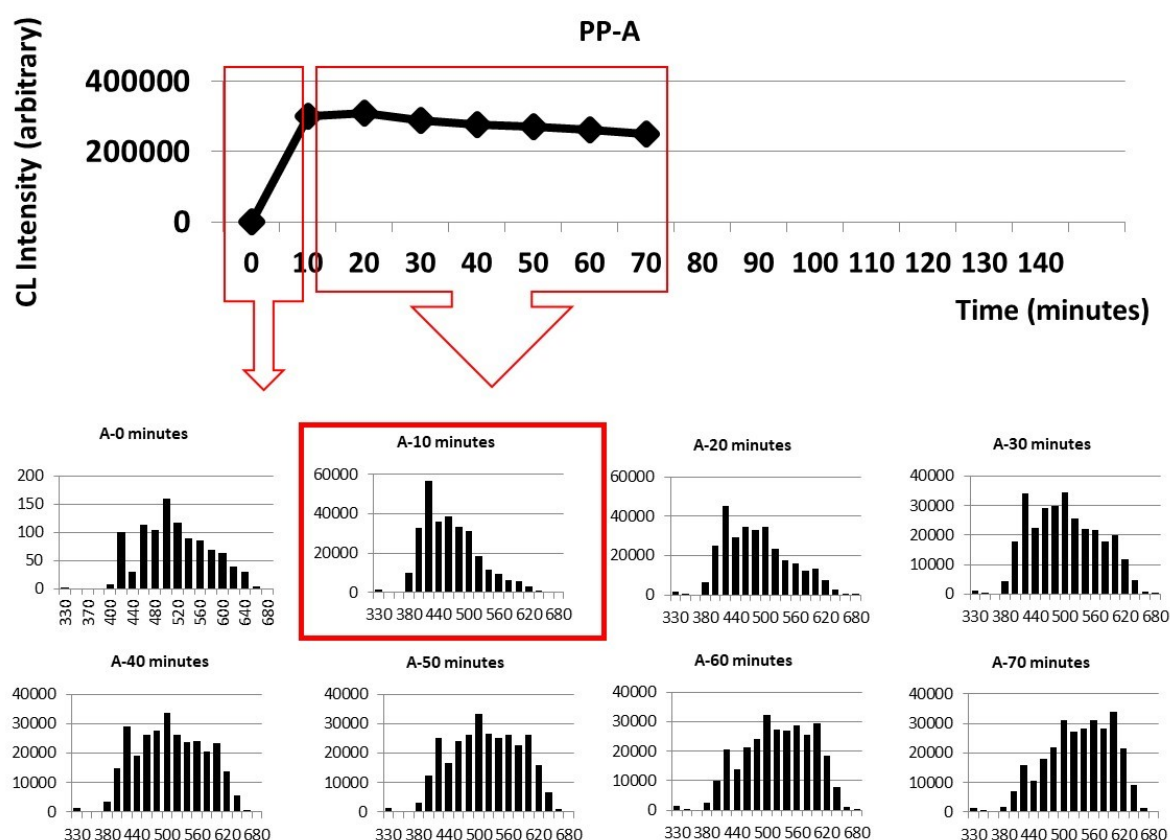 PP-A
CL Intensity (arbitrary)
400000
200000
0
0 10 20 30 40 50 60 70 80 90 100 110 120 130 140
Time (minutes)
A-0 minutes
200
150
100
50
0
330 370 400 440 480 520 560 600 640 680
A-10 minutes
60000
40000
20000
0
330 380 440 500 560 620 680
A-20 minutes
60000
40000
20000
0
330 380 440 500 560 620 680
A-30 minutes
40000
30000
20000
10000
0
330 380 440 500 560 620 680
A-40 minutes
40000
30000
20000
10000
0
330 380 440 500 560 620 680
A-50 minutes
40000
30000
20000
10000
0
330 380 440 500 560 620 680
A-60 minutes
40000
30000
20000
10000
0
330 380 440 500 560 620 680
A-70 minutes
40000
30000
20000
10000
0
330 380 440 500 560 620 680